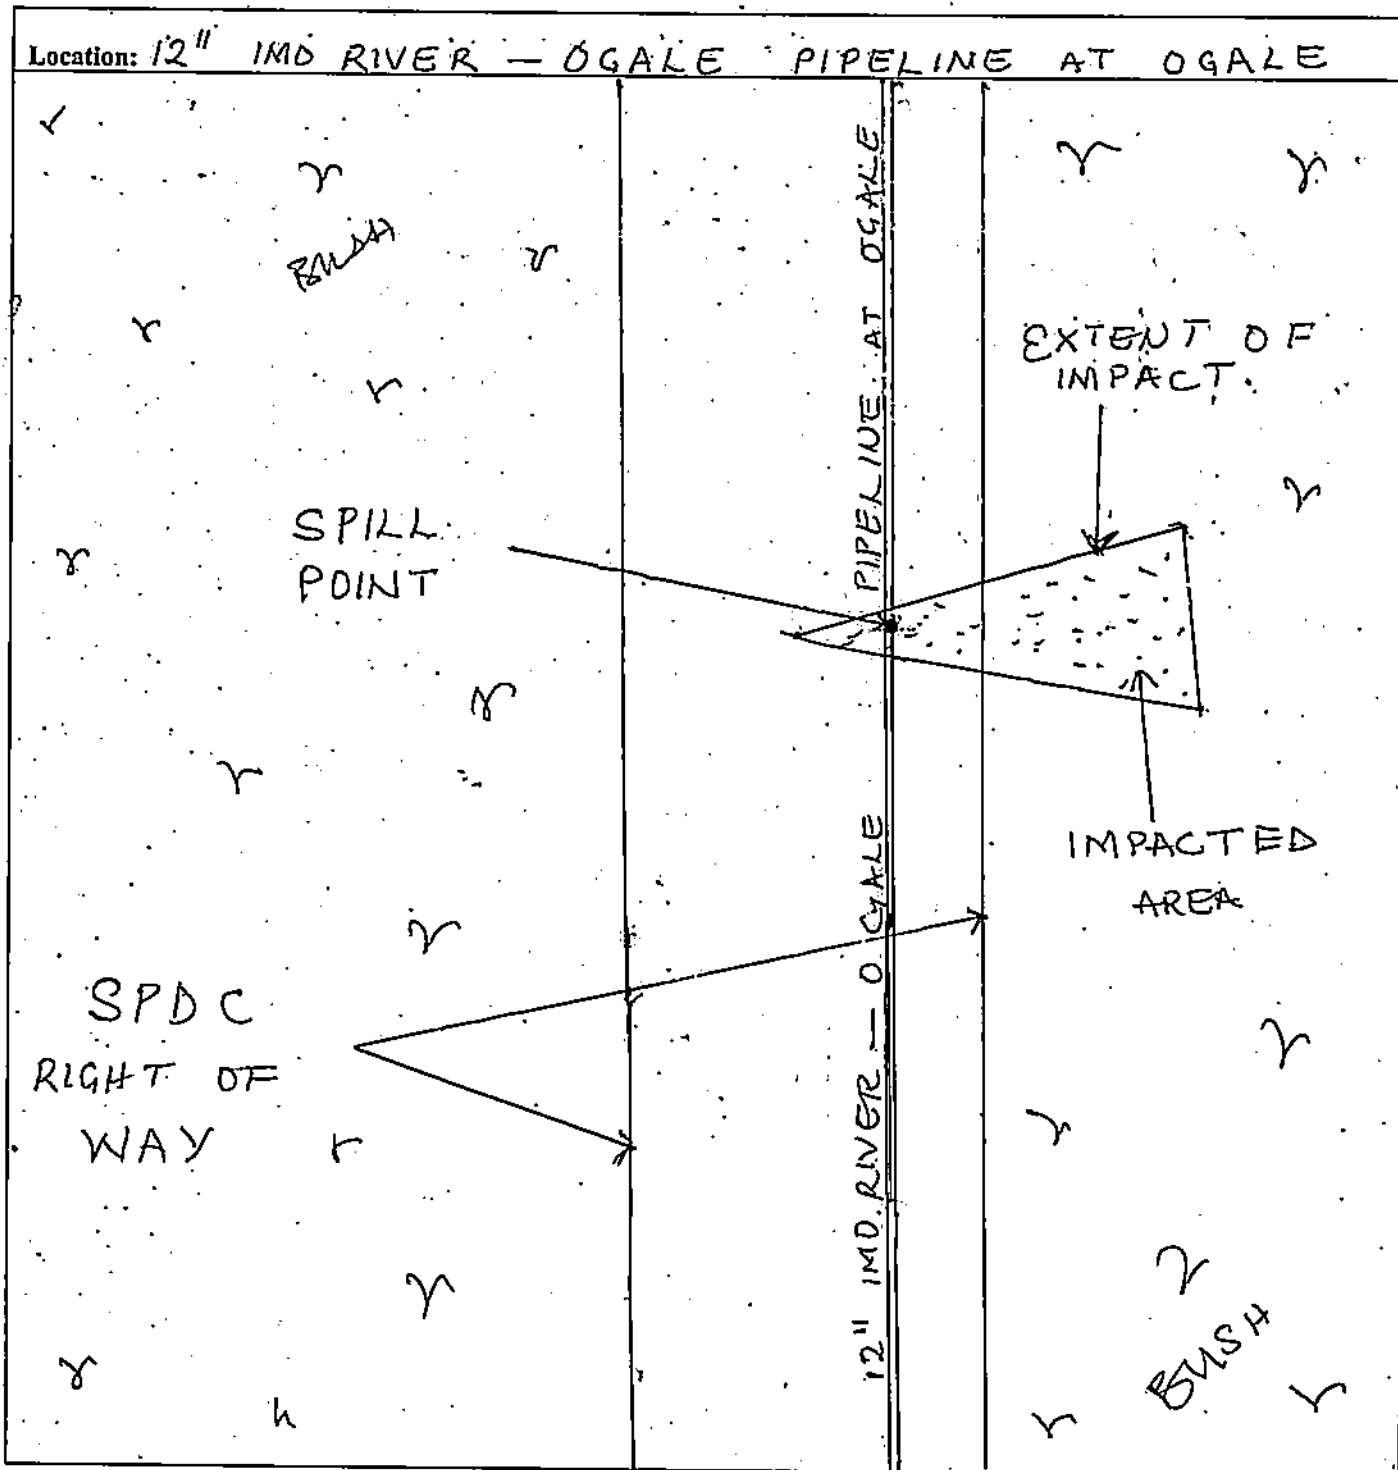 Location: 12" IMO RIVER — OGALE PIPELINE AT OGALE
BUSH
EXTENT OF
IMPACT.
SPILL
POINT
12" IMO RIVER — OGALE PIPELINE AT OGALE
IMPACTED
AREA
SPDC
RIGHT OF
WAY
BUSH